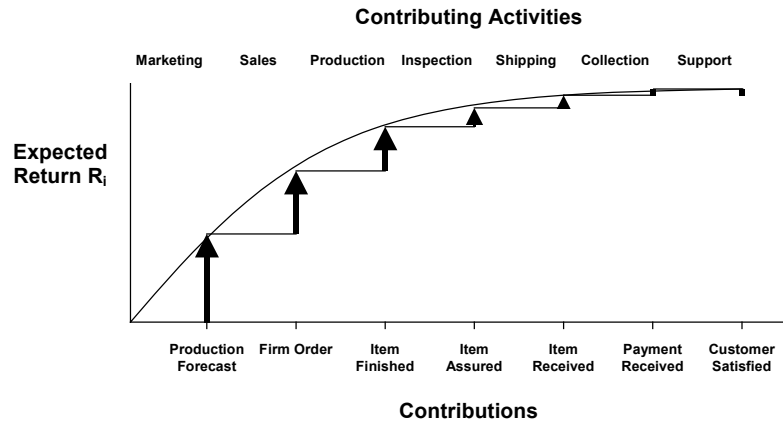 Contributing Activities
Marketing Sales Production Inspection Shipping Collection Support
Expected
Return Ri
Production Firm Order Item Item Item Payment Customer
Forecast Finished Assured Received Received Satisfied
Contributions